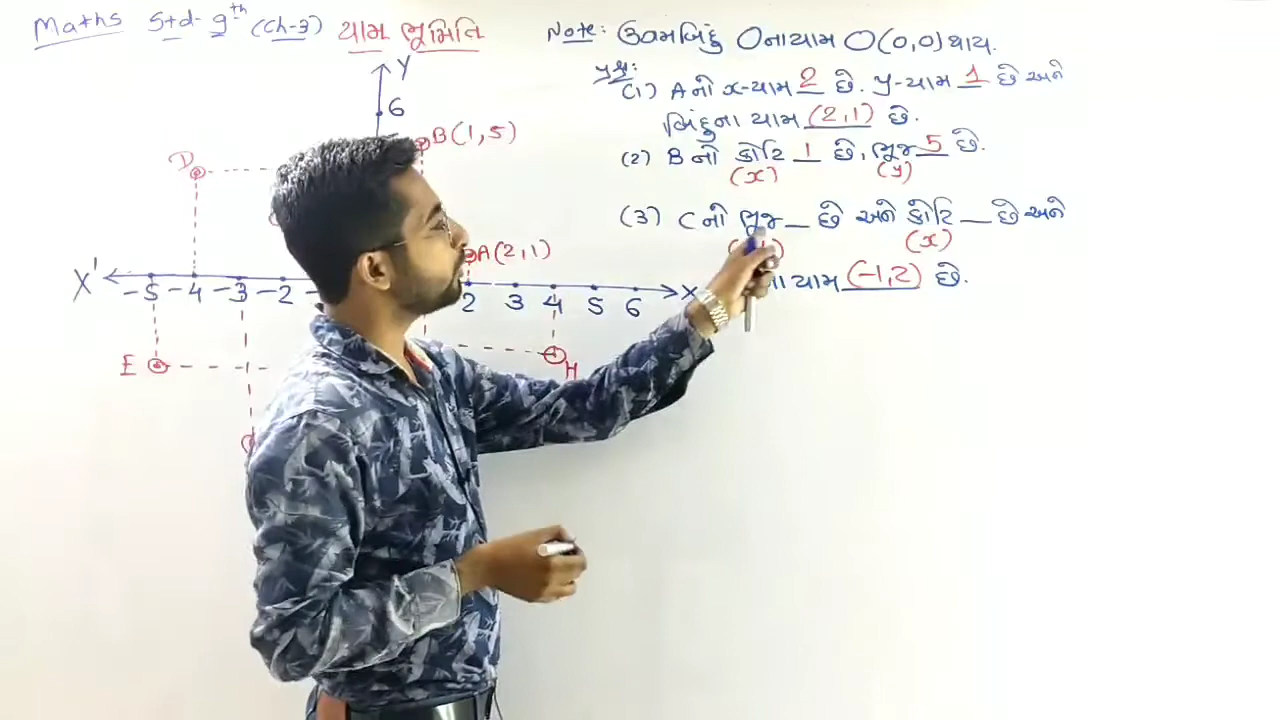 Maths Std- 9th (Ch-3) યામ ભૂમિતિ
Note: ઊગમબિંદુ Oના યામ O(0,0) થાય.
પ્રશ્ન:
(1) A નો x-યામ 2 છે. y-યામ 1 છે અને
બિંદુના યામ (2,1) છે.
(2) B નો કોટિ 1 છે, ભૂજ 5 છે.
(x) (y)
(3) C નો ભૂજ __ છે અને કોટિ __ છે અને
(x)
ના યામ (-1,2) છે.
Y
6
B(1,5)
D
A(2,1)
X' -5 -4 -3 -2 2 3 4 5 6 X
E
H